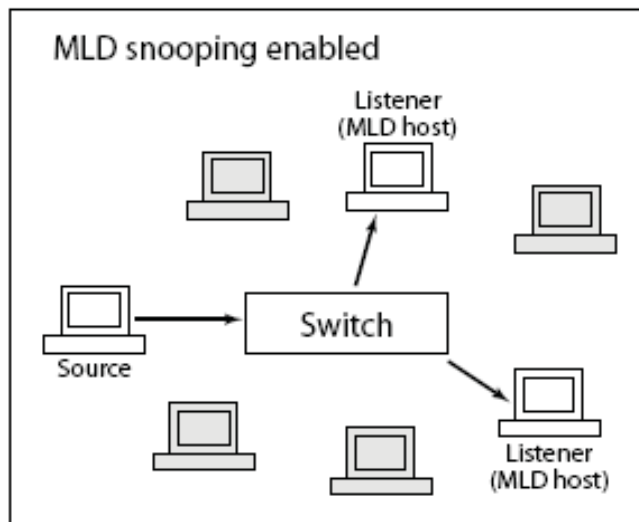 MLD snooping enabled
Listener
(MLD host)
Switch
Source
Listener
(MLD host)